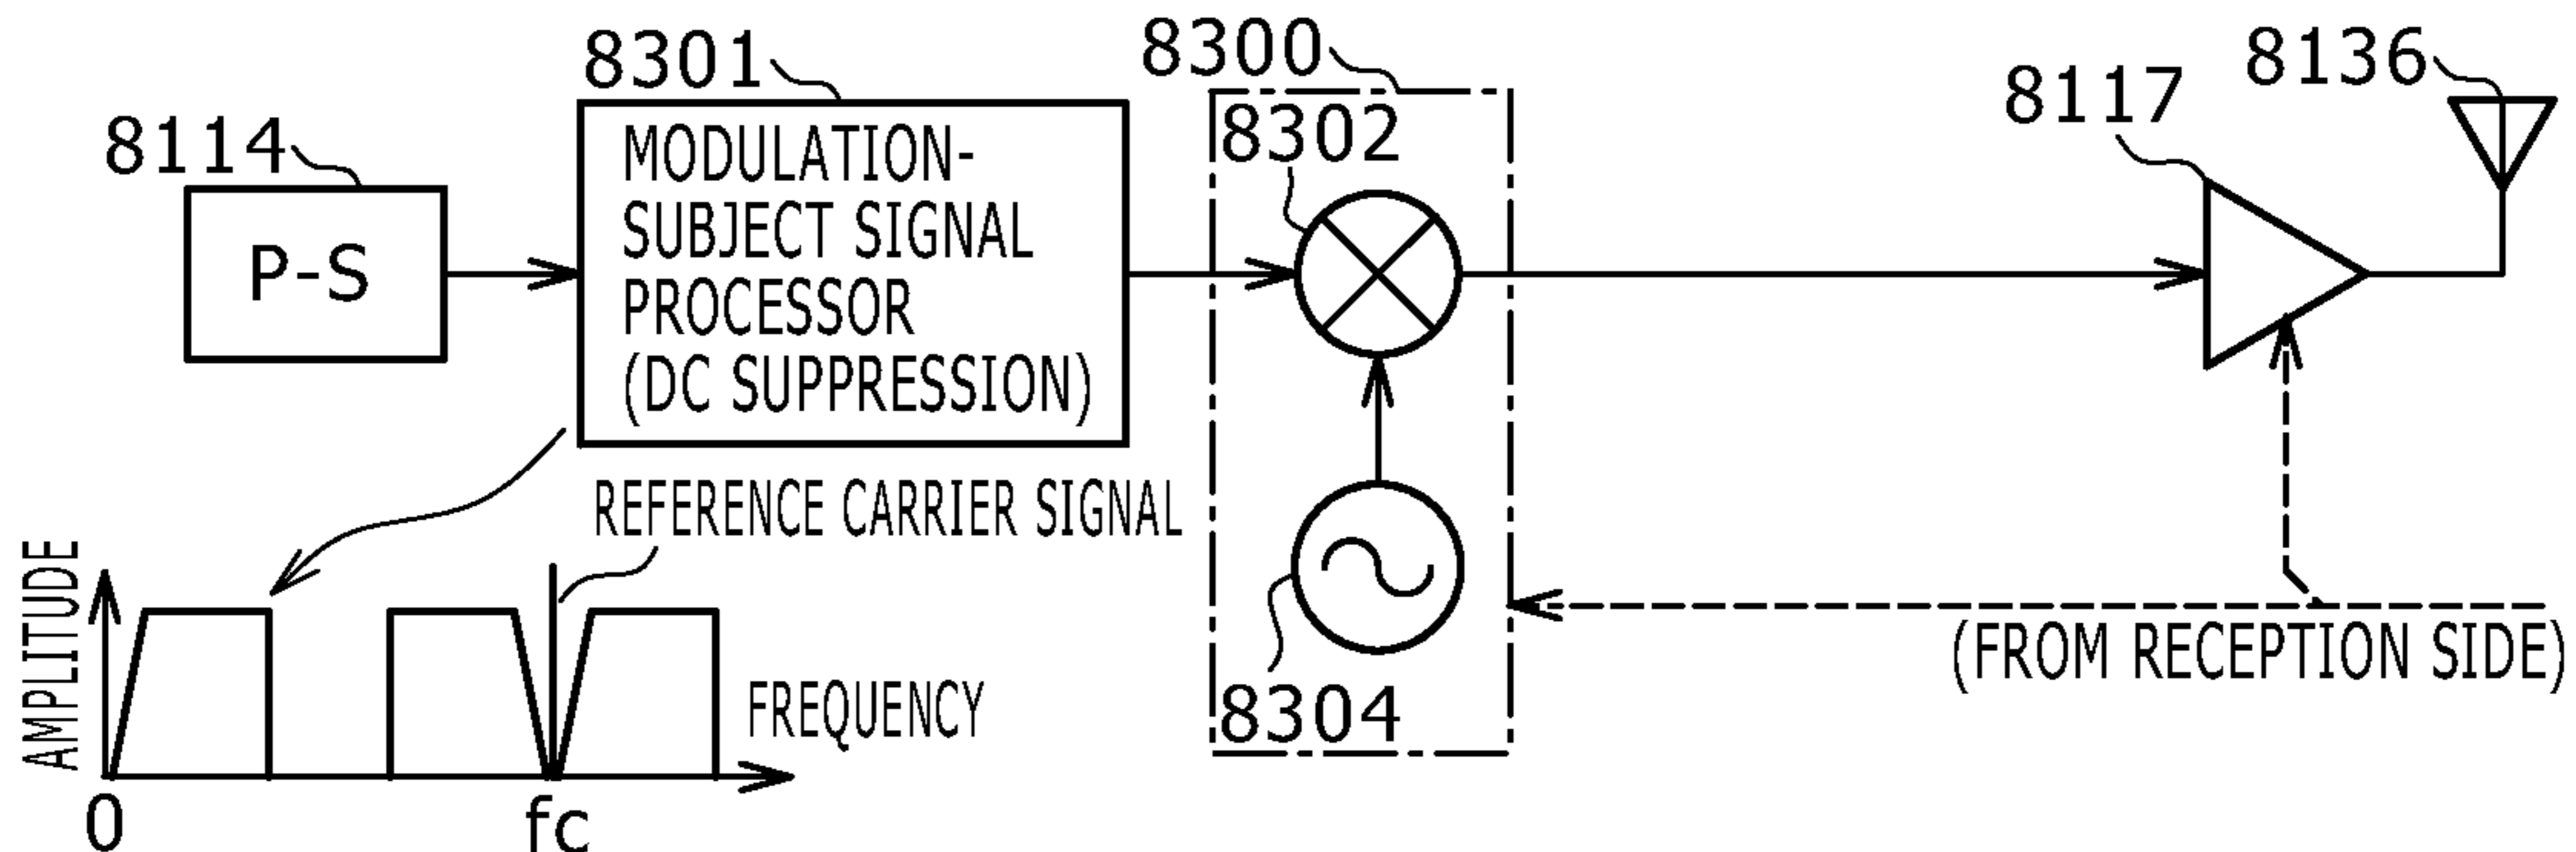 8301
8300
8136
8117
8302
8114
MODULATION-
SUBJECT SIGNAL
PROCESSOR
(DC SUPPRESSION)
P-S
REFERENCE CARRIER SIGNAL
AMPLITUDE
FREQUENCY
0
fc
8304
(FROM RECEPTION SIDE)